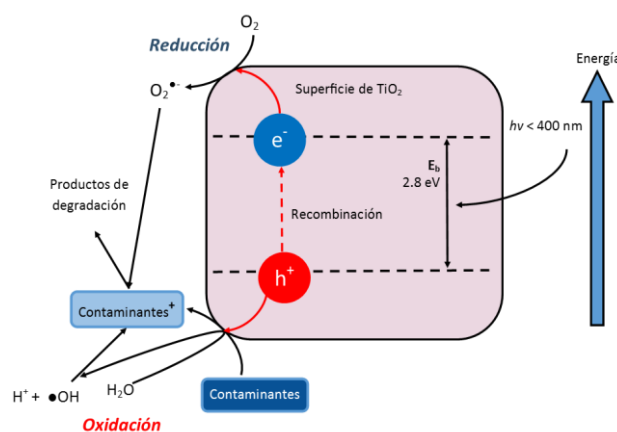 O₂
Reducción
Energía
Superficie de TiO₂
O₂●-
hv < 400 nm
e-
E_b
2.8 eV
Productos de
degradación
Recombinación
h+
Contaminantes+
H+ + ●OH
H₂O
Contaminantes
Oxidación